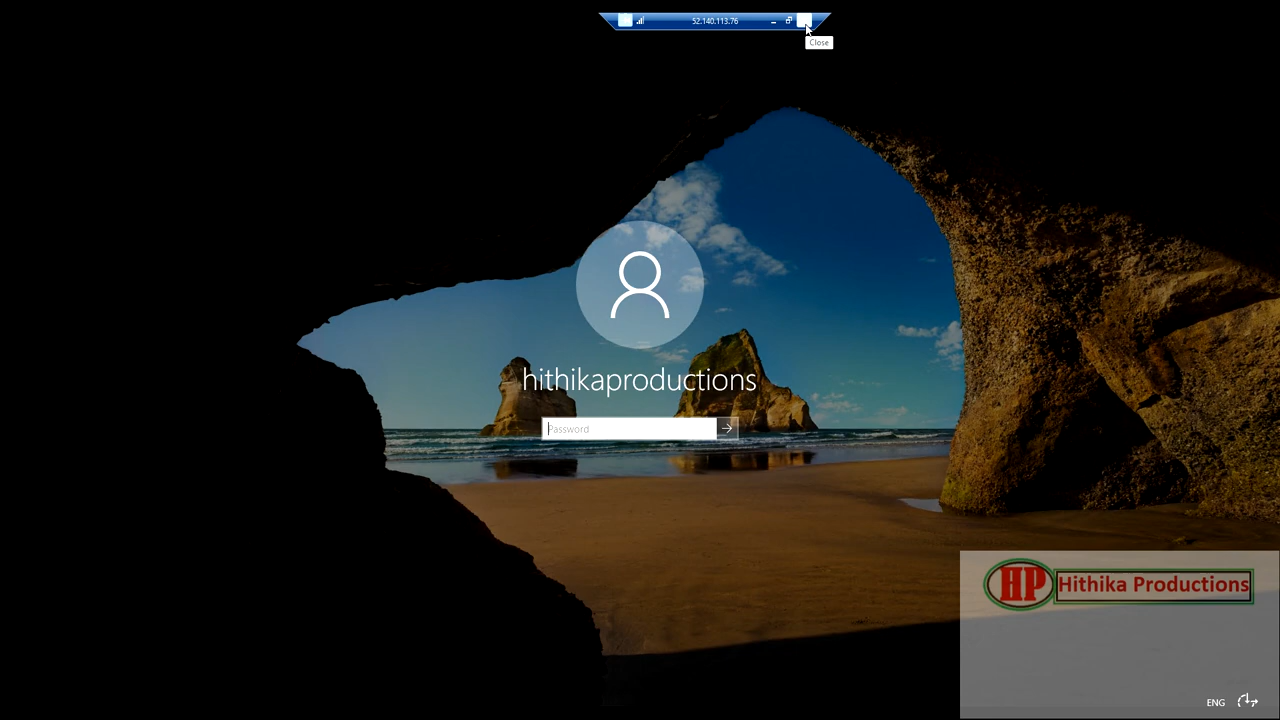 52.140.113.76
Close
hithikaproductions
Password
HP
Hithika Productions
ENG